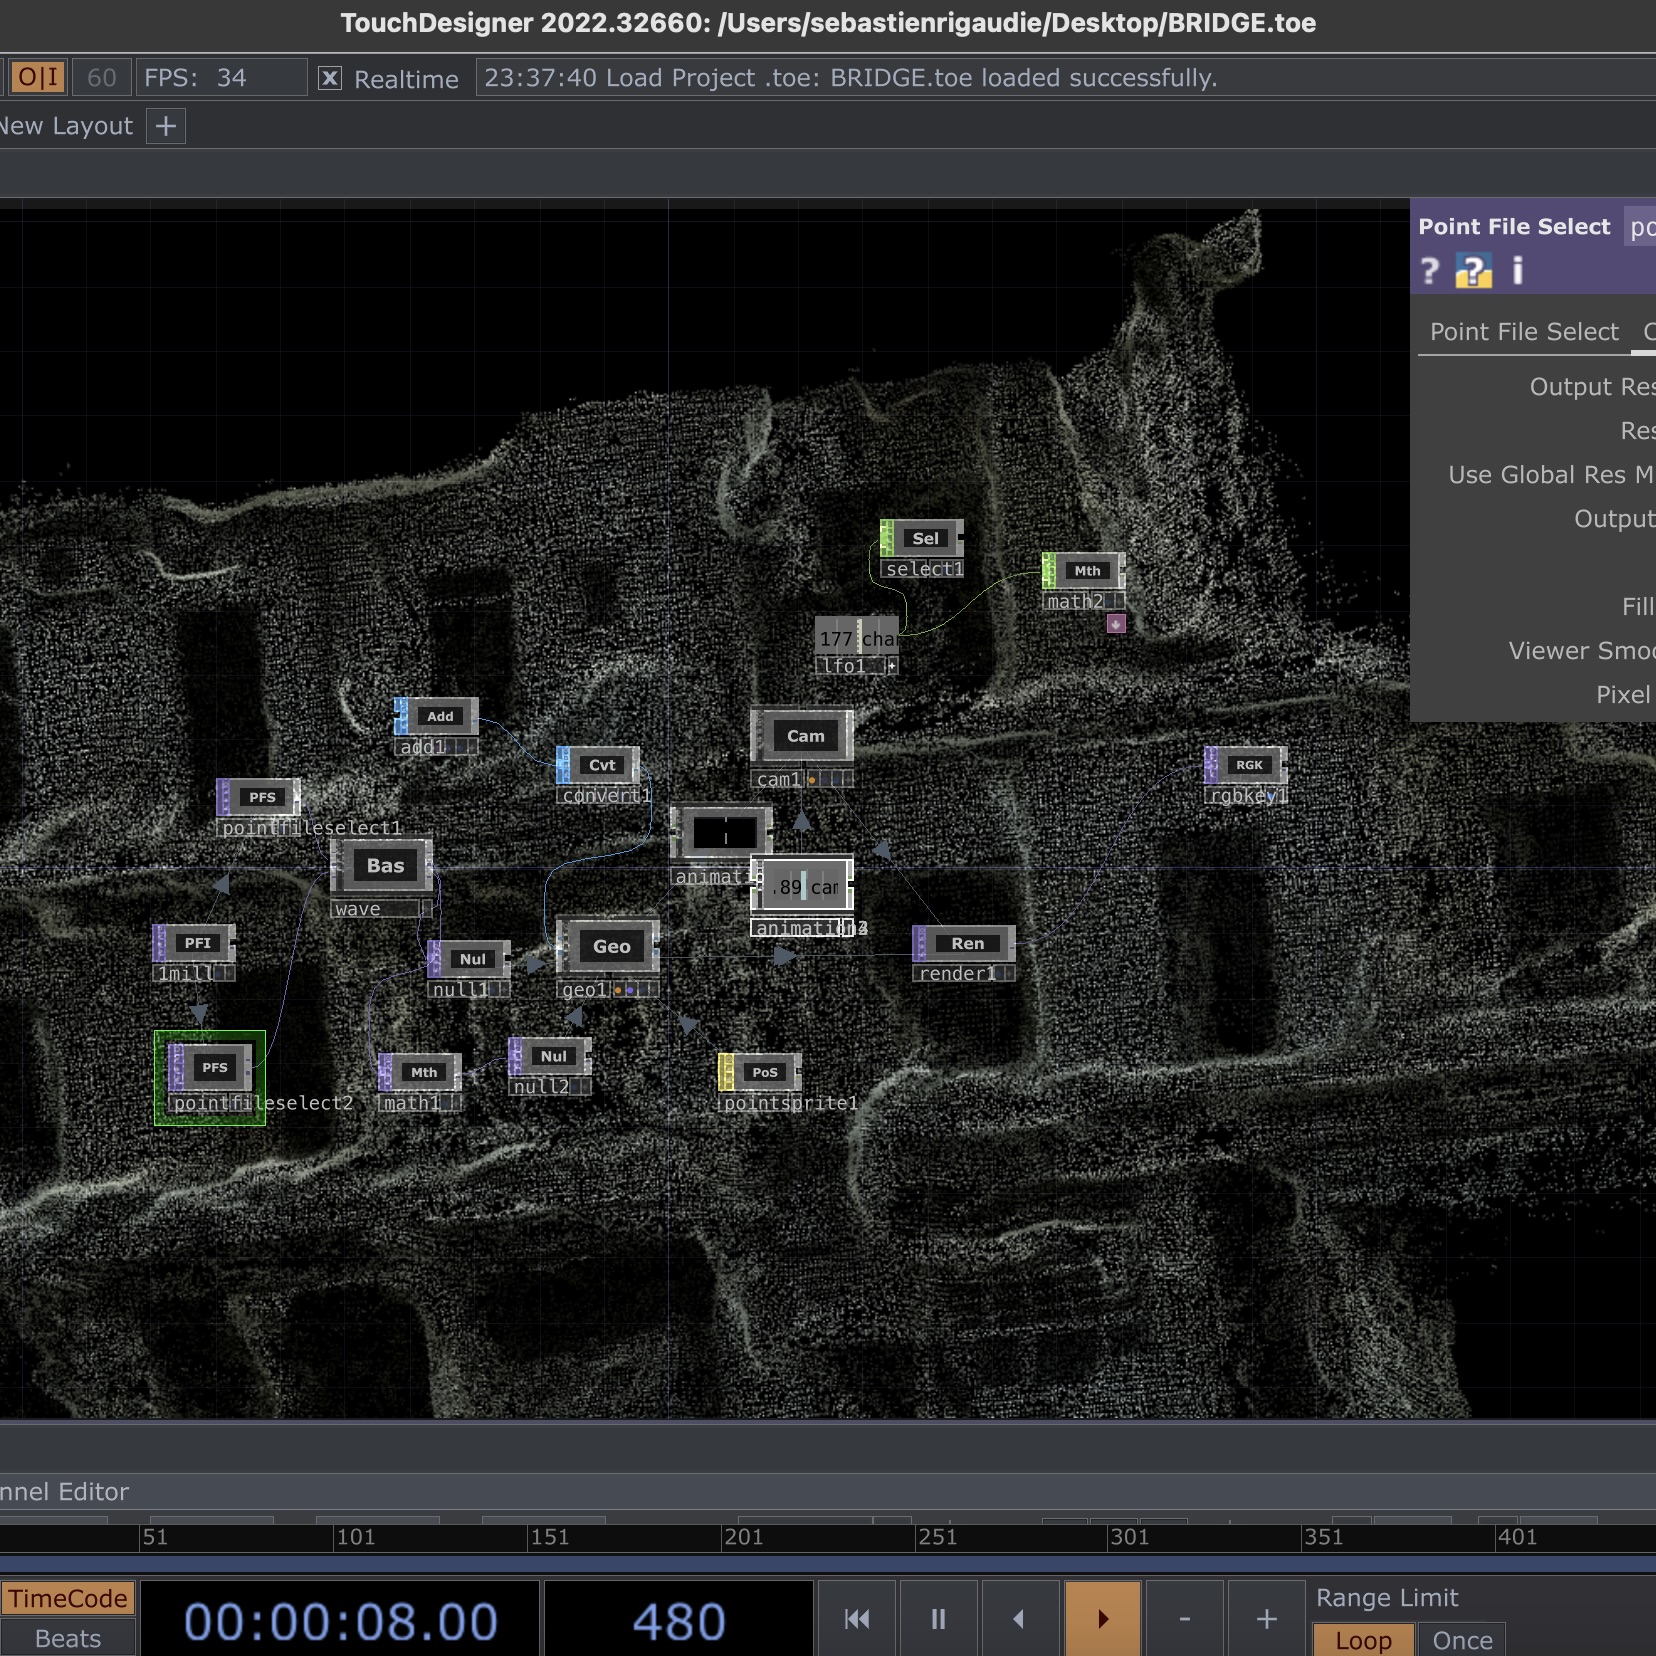 TouchDesigner 2022.32660: /Users/sebastienrigaudie/Desktop/BRIDGE.toe
O|I 60 FPS: 34 x Realtime 23:37:40 Load Project .toe: BRIDGE.toe loaded successfully.
New Layout +
Point File Select po
? ? i
Point File Select
Output Res
Res
Use Global Res M
Output
Fill
Viewer Smoo
Pixel
Sel
select1
Mth
math2
177 cha
lfo1
Add
add1
Cam
cam1
Cvt
convert1
RGK
rgbkey1
PFS
pointfileselect1
Bas
wave
animati
.89 cam
animation3
PFI
1mill
Nul
null1
Geo
geo1
Ren
render1
PFS
pointfileselect2
Mth
math1
Nul
null2
PoS
pointsprite1
nnel Editor
51 101 151 201 251 301 351 401
TimeCode 00:00:08.00 480 - + Range Limit
Beats Loop Once